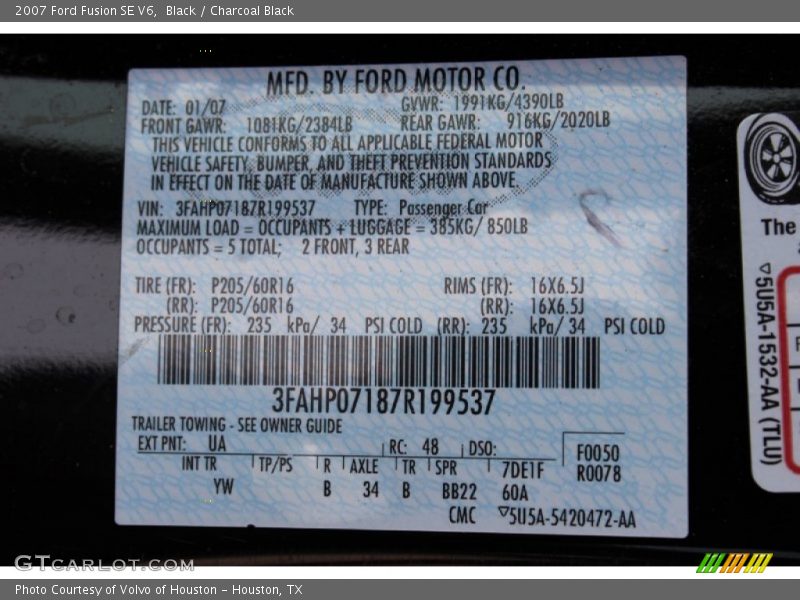 2007 Ford Fusion SE V6,  Black / Charcoal Black
MFD. BY FORD MOTOR CO.
DATE: 01/07 GVWR: 1991KG/4390LB
FRONT GAWR: 1081KG/2384LB REAR GAWR: 916KG/2020LB
THIS VEHICLE CONFORMS TO ALL APPLICABLE FEDERAL MOTOR
VEHICLE SAFETY, BUMPER, AND THEFT PREVENTION STANDARDS
IN EFFECT ON THE DATE OF MANUFACTURE SHOWN ABOVE.
VIN: 3FAHP07187R199537 TYPE: Passenger Car
MAXIMUM LOAD = OCCUPANTS + LUGGAGE = 385KG/ 850LB
OCCUPANTS = 5 TOTAL; 2 FRONT, 3 REAR
TIRE (FR): P205/60R16 RIMS (FR): 16X6.5J
(RR): P205/60R16 (RR): 16X6.5J
PRESSURE (FR): 235 kPa/ 34 PSI COLD (RR): 235 kPa/ 34 PSI COLD
3FAHP07187R199537
TRAILER TOWING - SEE OWNER GUIDE
EXT PNT: UA RC: 48 DSO: F0050
INT TR TP/PS R AXLE TR SPR 7DE1F R0078
YW B 34 B BB22 60A
CMC 5U5A-5420472-AA
The
5U5A-1532-AA (TLU)
GTCarLot.com
Photo Courtesy of Volvo of Houston - Houston, TX